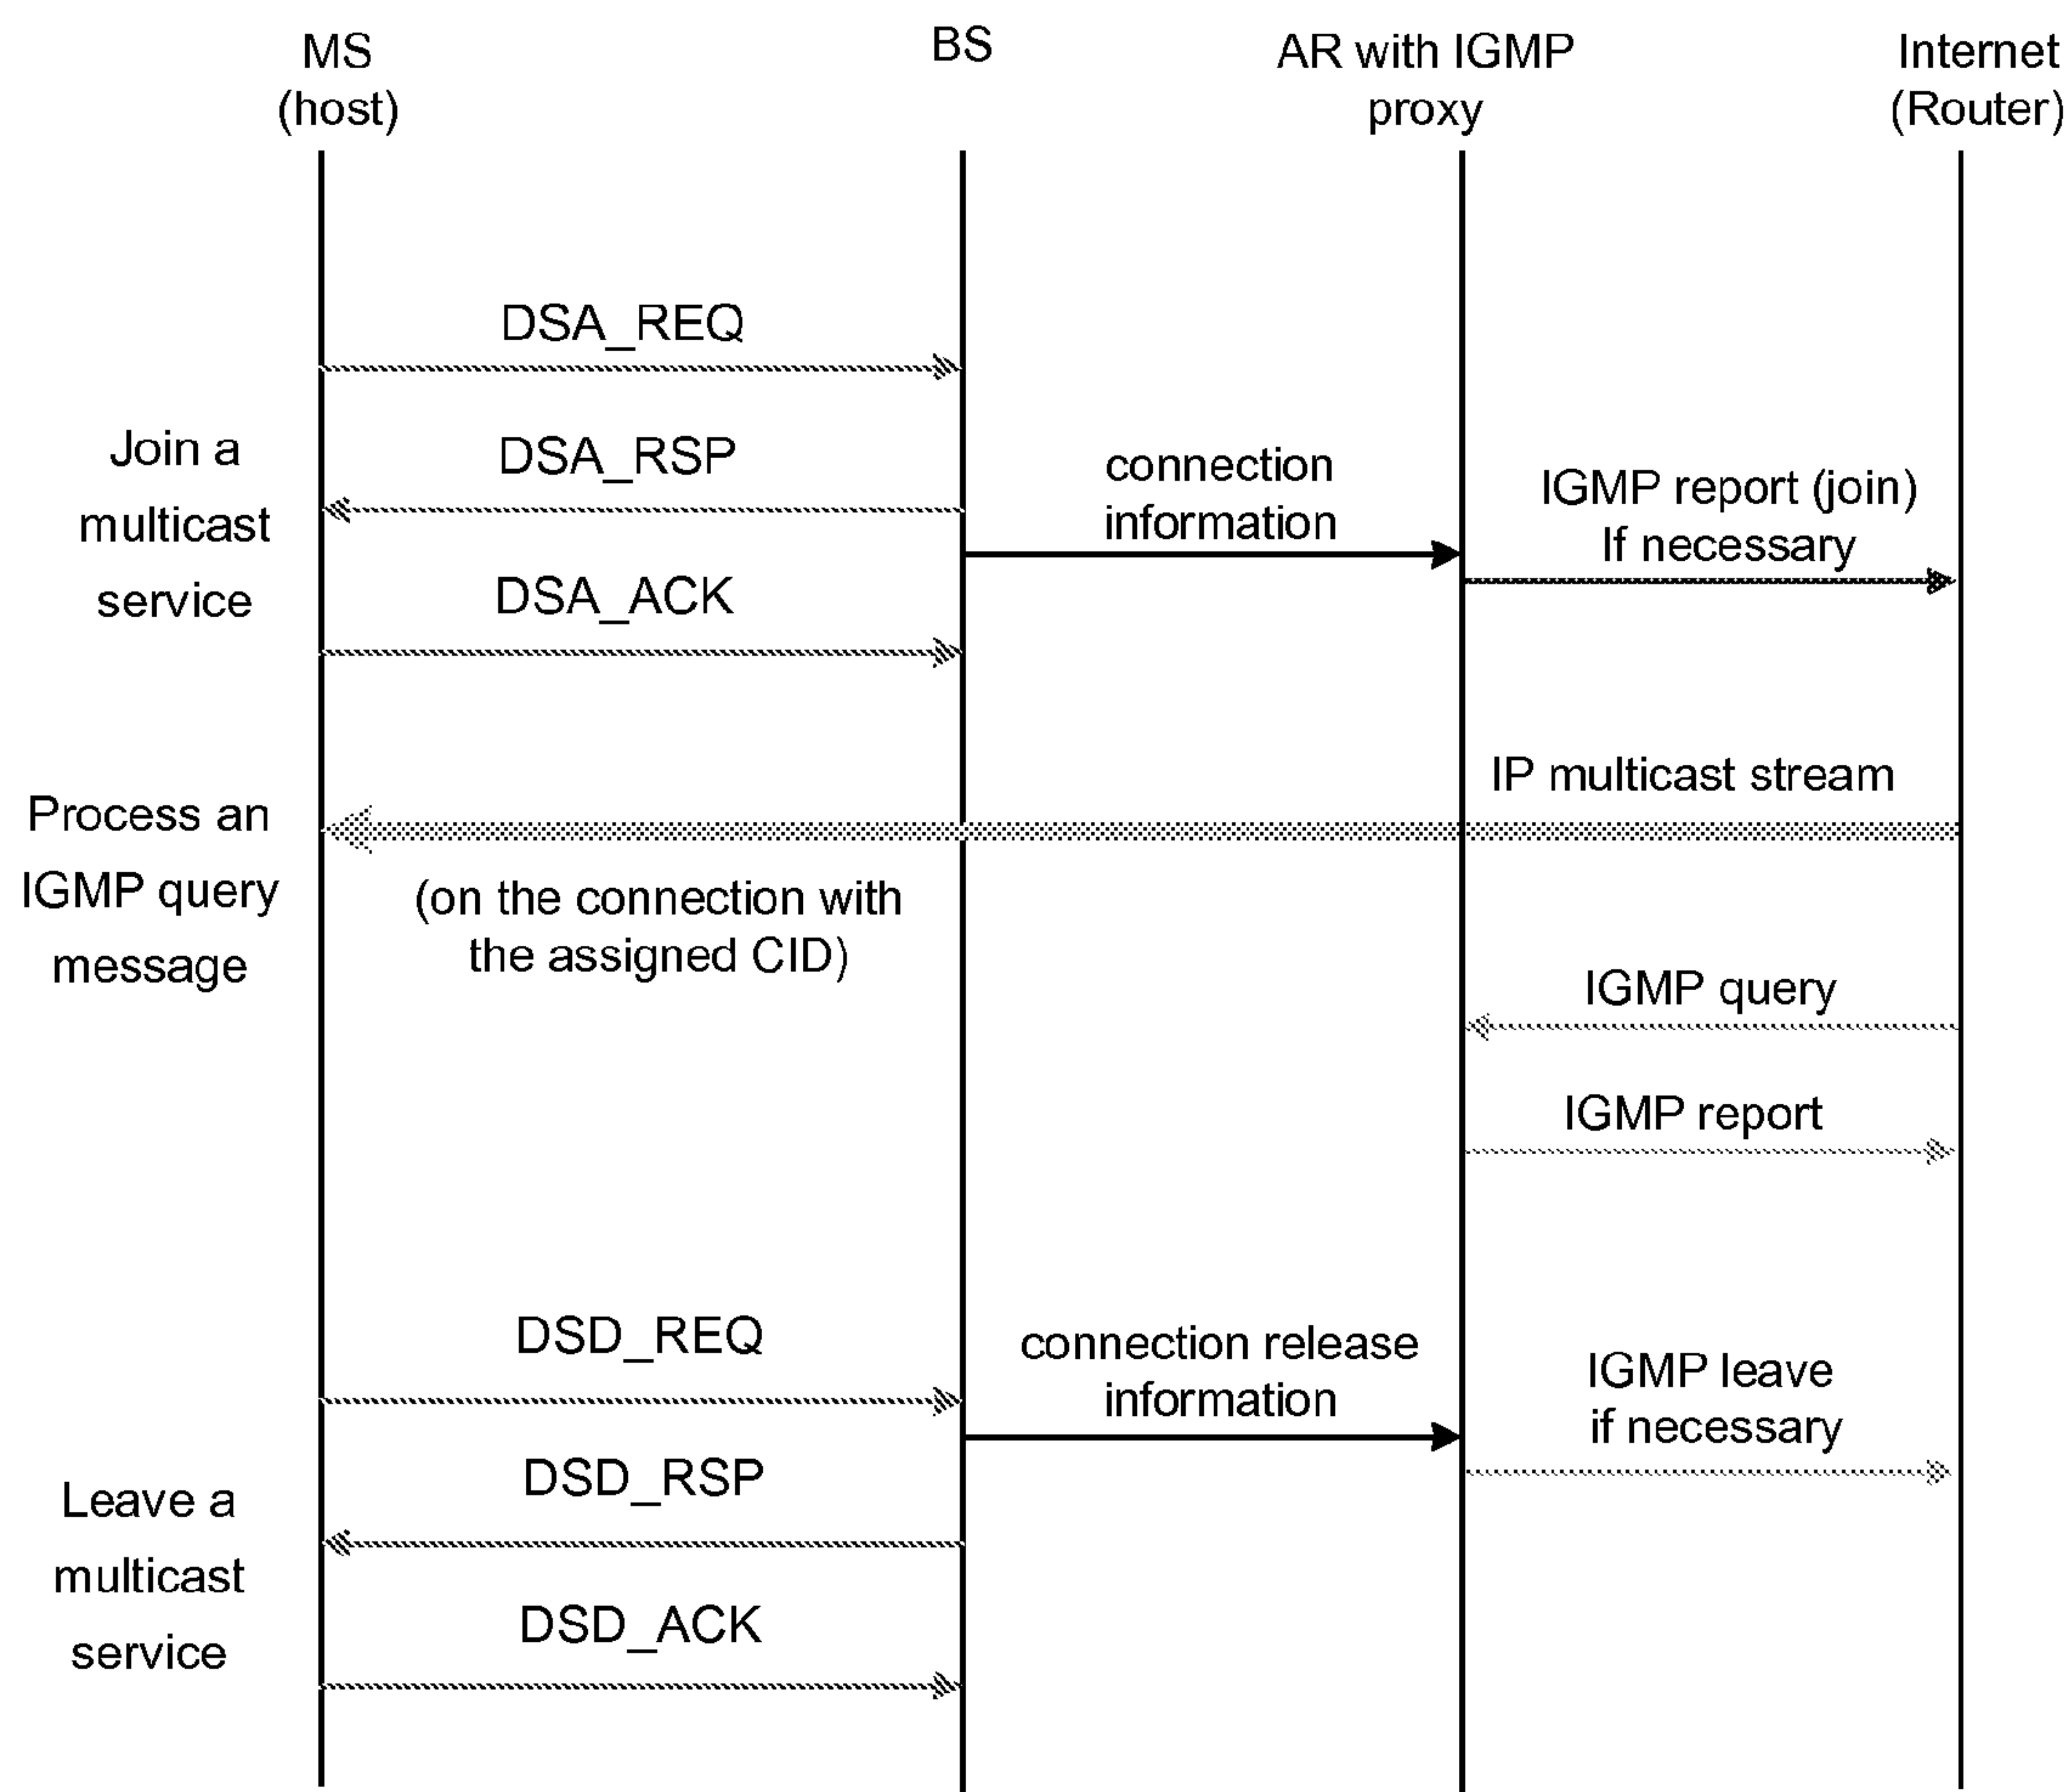 MS
(host)
BS
AR with IGMP
proxy
Internet
(Router)
DSA_REQ
Join a
multicast
service
DSA_RSP
connection
information
IGMP report (join)
If necessary
DSA_ACK
IP multicast stream
Process an
IGMP query
message
(on the connection with
the assigned CID)
IGMP query
IGMP report
DSD_REQ
connection release
information
IGMP leave
if necessary
DSD_RSP
Leave a
multicast
service
DSD_ACK